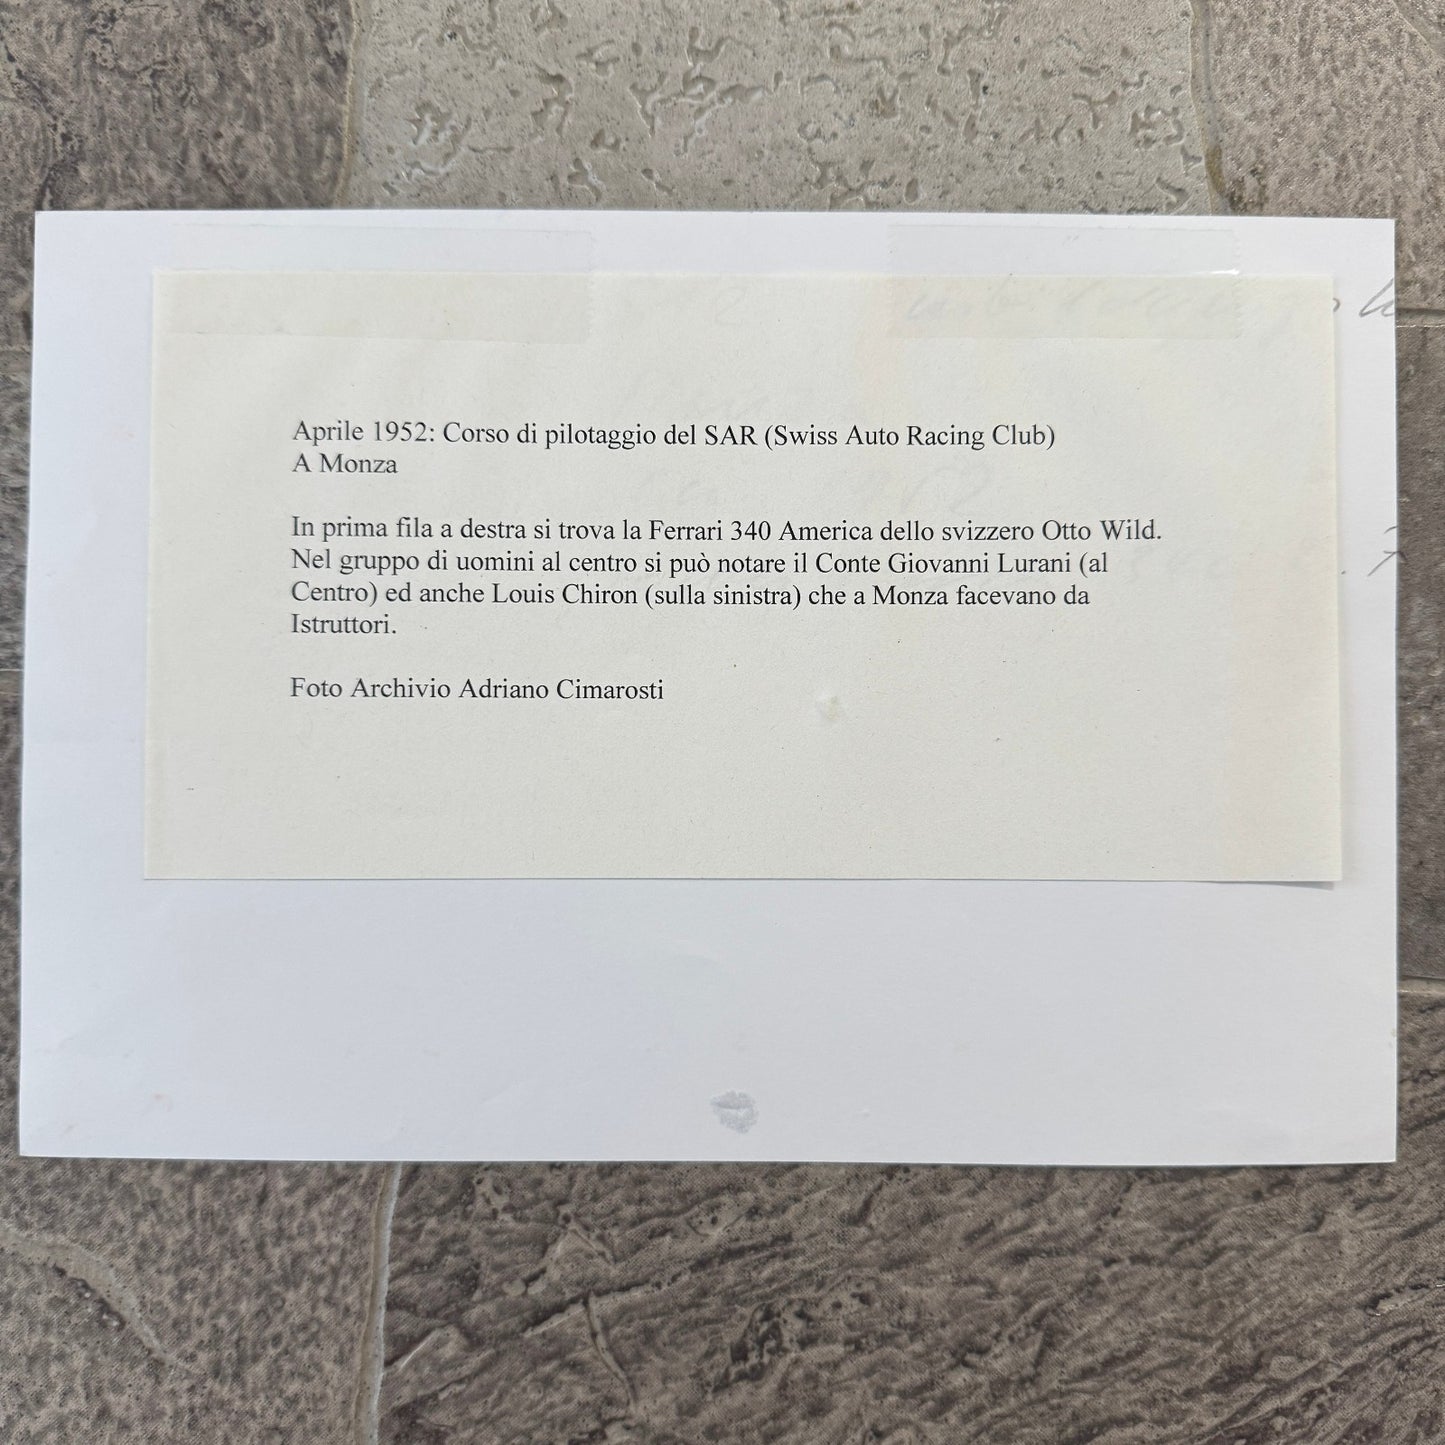 Aprile 1952: Corso di pilotaggio del SAR (Swiss Auto Racing Club)
A Monza
In prima fila a destra si trova la Ferrari 340 America dello svizzero Otto Wild.
Nel gruppo di uomini al centro si può notare il Conte Giovanni Lurani (al
Centro) ed anche Louis Chiron (sulla sinistra) che a Monza facevano da
Istruttori.
Foto Archivio Adriano Cimarosti